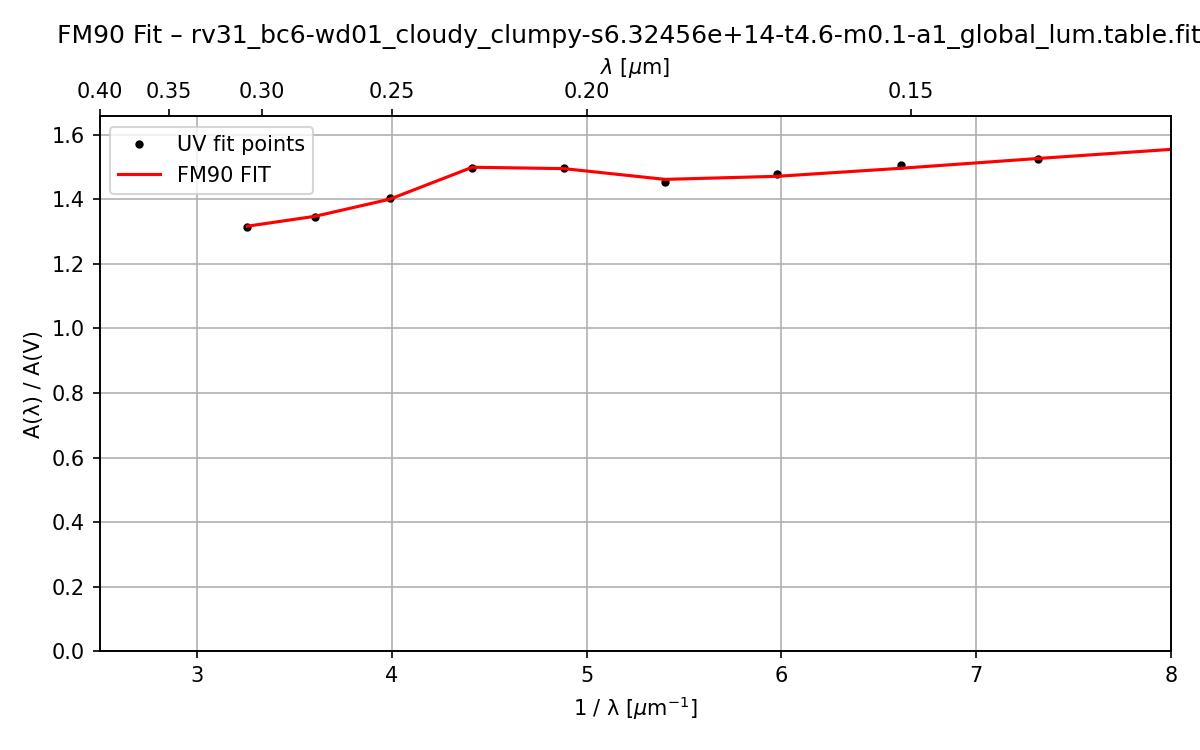 FM90 Fit – rv31_bc6-wd01_cloudy_clumpy-s6.32456e+14-t4.6-m0.1-a1_global_lum.table.fit
λ [μm]
0.40 0.35 0.30 0.25 0.20 0.15
UV fit points
FM90 FIT
A(λ) / A(V)
1.6
1.4
1.2
1.0
0.8
0.6
0.4
0.2
0.0
3 4 5 6 7 8
1 / λ [μm⁻¹]